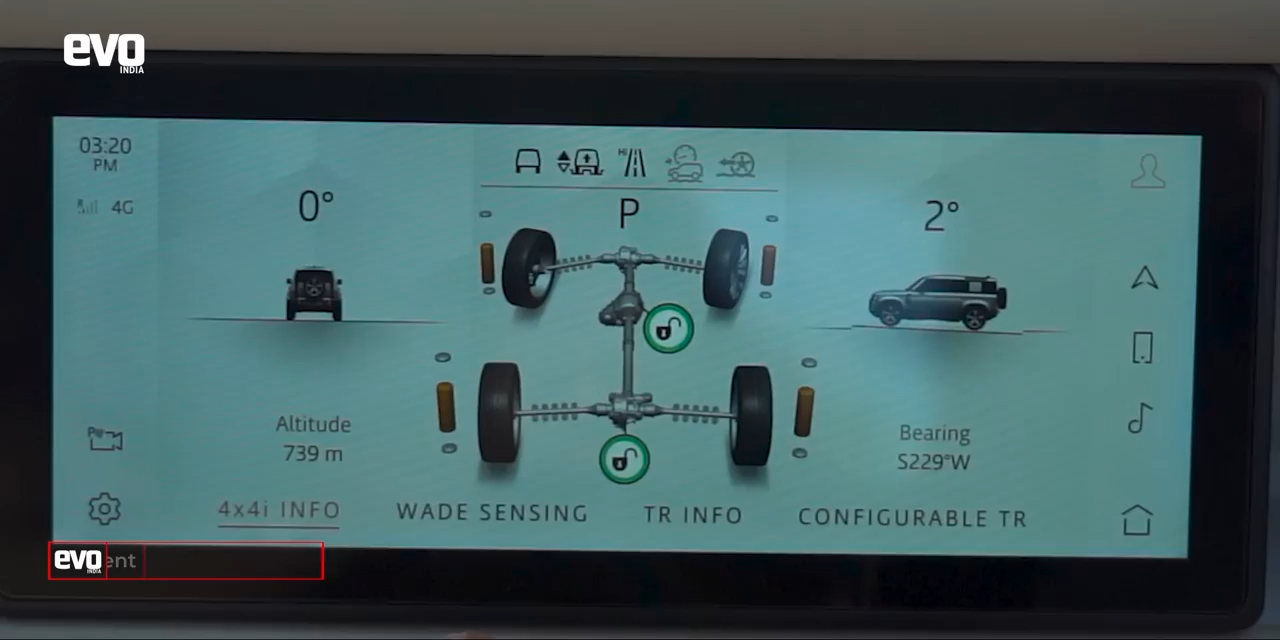 evo
INDIA
03:20
PM
4G
0°
P
2°
Altitude
739 m
Bearing
S229°W
4x4i INFO
WADE SENSING
TR INFO
CONFIGURABLE TR
evo
INDIA